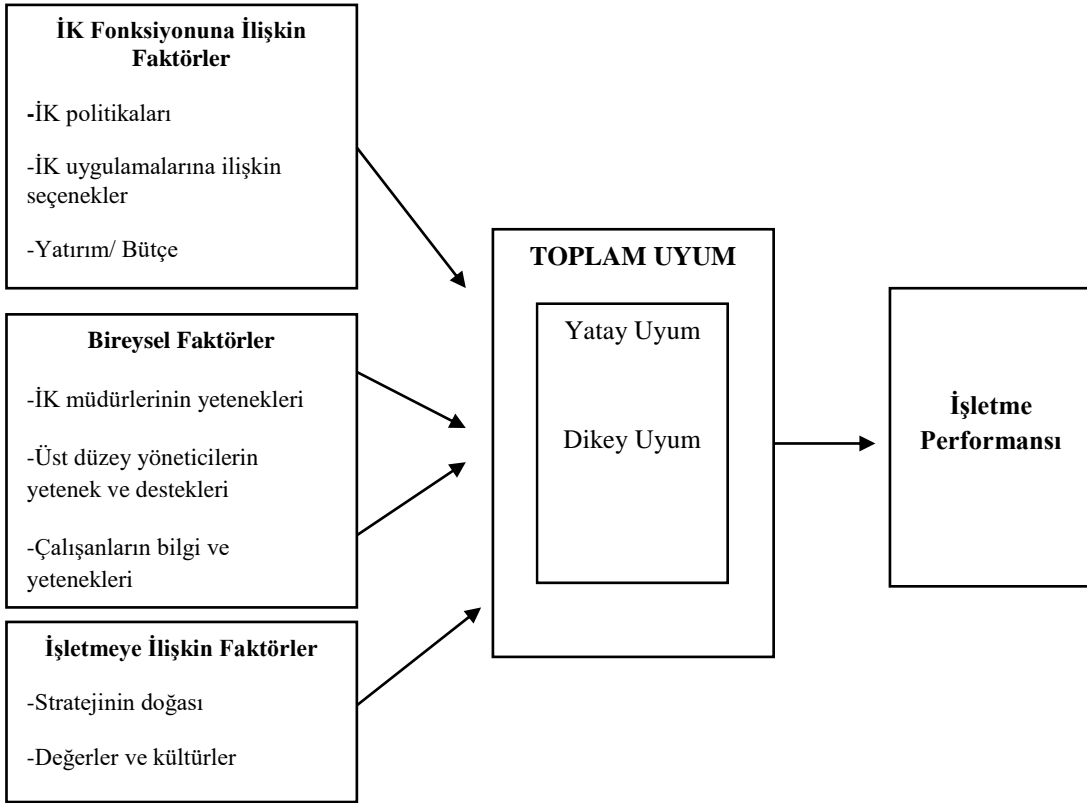 İK Fonksiyonuna İlişkin
Faktörler
-İK politikaları
-İK uygulamalarına ilişkin
seçenekler
-Yatırım/ Bütçe
Bireysel Faktörler
-İK müdürlerinin yetenekleri
-Üst düzey yöneticilerin
yetenek ve destekleri
-Çalışanların bilgi ve
yetenekleri
İşletmeye İlişkin Faktörler
-Stratejinin doğası
-Değerler ve kültürler
TOPLAM UYUM
Yatay Uyum
Dikey Uyum
İşletme
Performansı